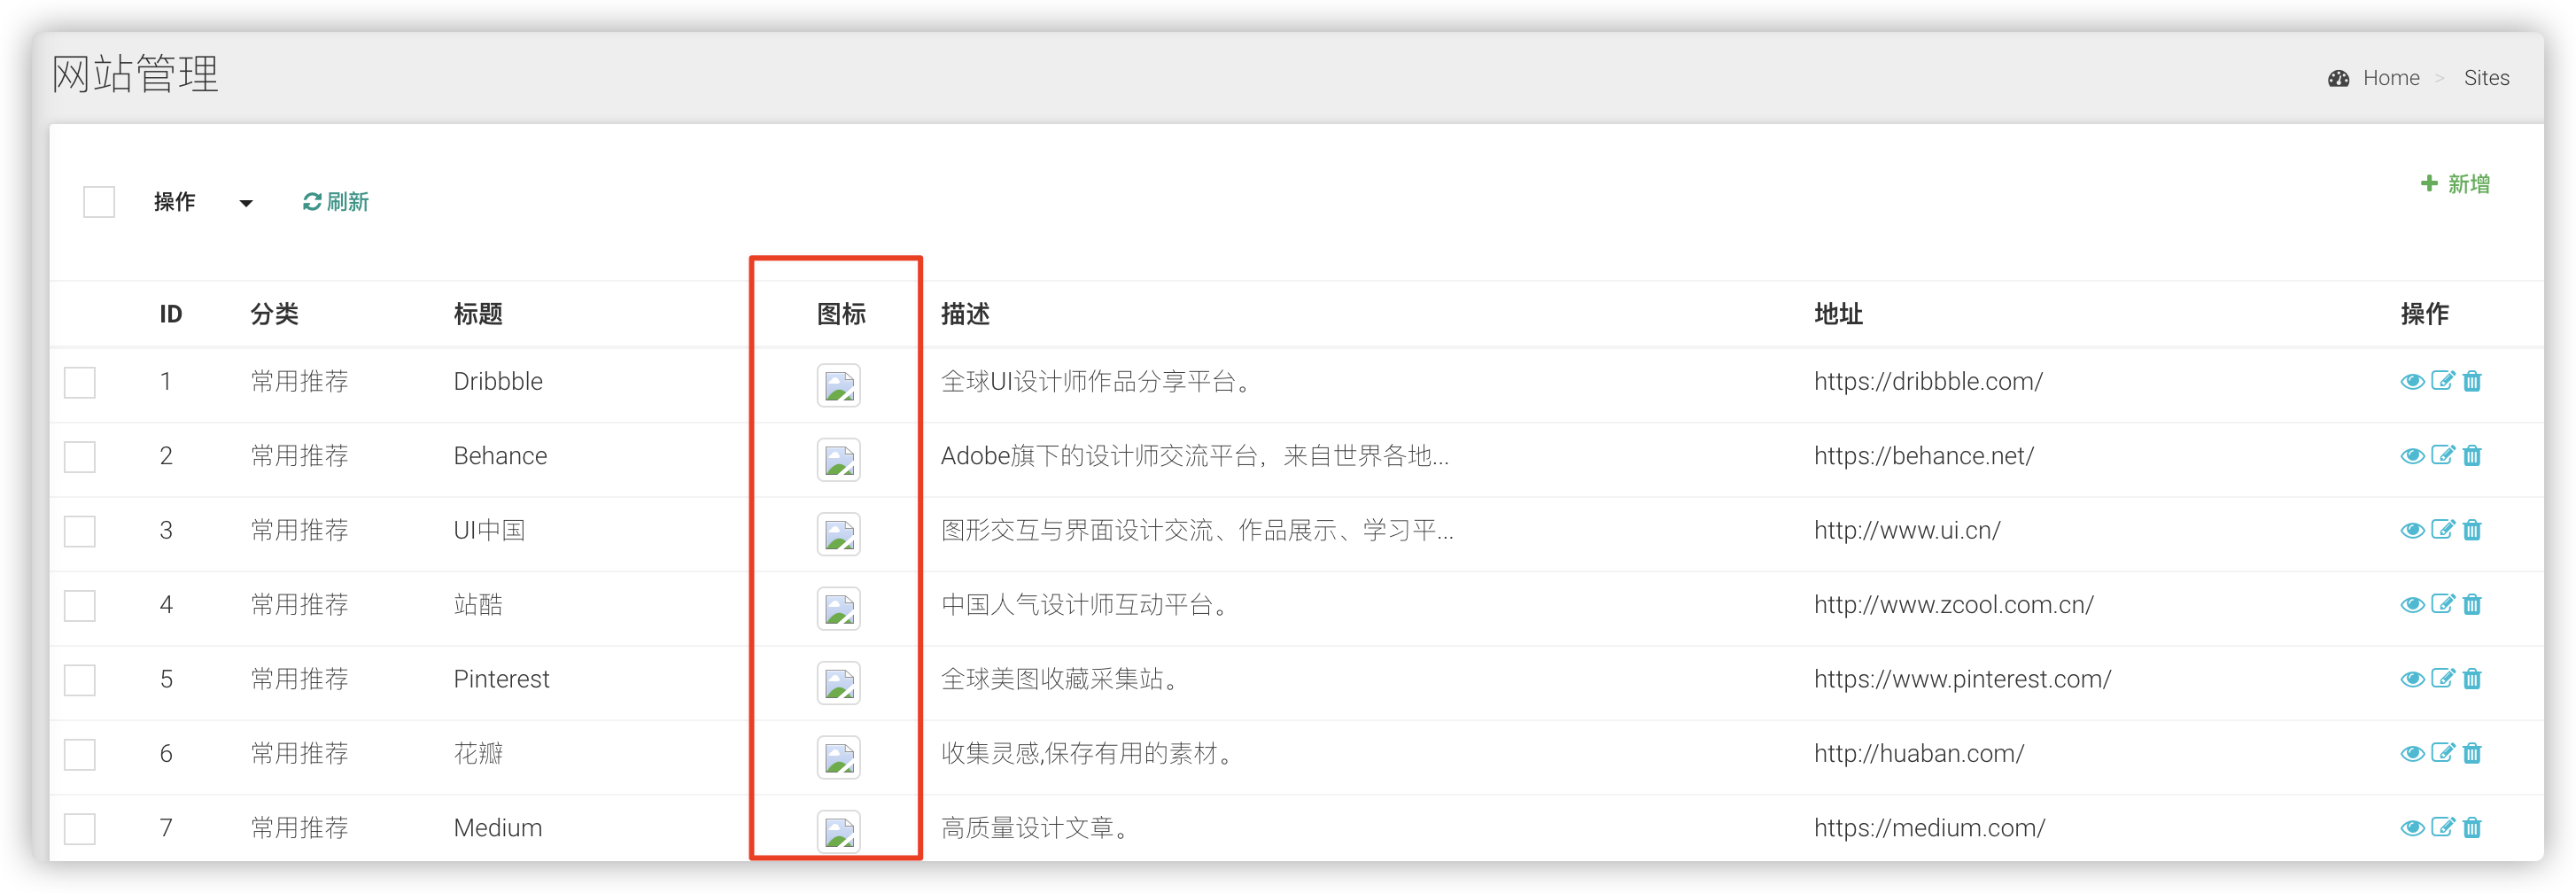 网站管理
Home > Sites
操作 刷新
新增
ID 分类 标题 图标 描述 地址 操作
1 常用推荐 Dribbble 全球UI设计师作品分享平台。 https://dribbble.com/
2 常用推荐 Behance Adobe旗下的设计师交流平台，来自世界各地... https://behance.net/
3 常用推荐 UI中国 图形交互与界面设计交流、作品展示、学习平... http://www.ui.cn/
4 常用推荐 站酷 中国人气设计师互动平台。 http://www.zcool.com.cn/
5 常用推荐 Pinterest 全球美图收藏采集站。 https://www.pinterest.com/
6 常用推荐 花瓣 收集灵感,保存有用的素材。 http://huaban.com/
7 常用推荐 Medium 高质量设计文章。 https://medium.com/